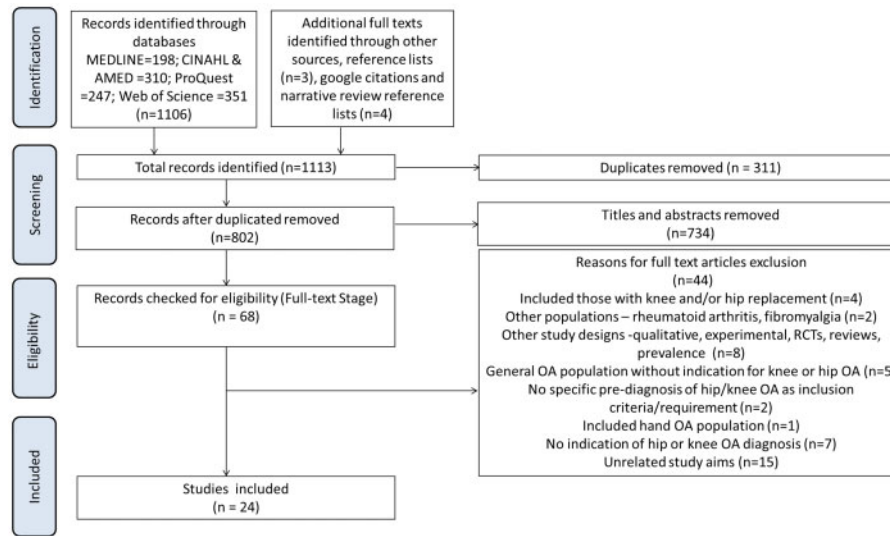 Identification
Records identified through
databases
MEDLINE=198; CINAHL &
AMED =310; ProQuest
=247; Web of Science =351
(n=1106)
Additional full texts
identified through other
sources, reference lists
(n=3), google citations and
narrative review reference
lists (n=4)
Screening
Total records identified (n=1113)
Duplicates removed (n = 311)
Records after duplicated removed
(n=802)
Titles and abstracts removed
(n=734)
Eligibility
Records checked for eligibility (Full-text Stage)
n = 68)
Reasons for full text articles exclusion
(n=44)
Included those with knee and/or hip replacement (n=4)
Other populations – rheumatoid arthritis, fibromyalgia (n=2)
Other study designs -qualitative, experimental, RCTs, reviews,
prevalence (n=8)
General OA population without indication for knee or hip OA (n=5
No specific pre-diagnosis of hip/knee OA as inclusion
criteria/requirement (n=2)
Included hand OA population (n=1)
No indication of hip or knee OA diagnosis (n=7)
Unrelated study aims (n=15)
Included
Studies included
(n = 24)